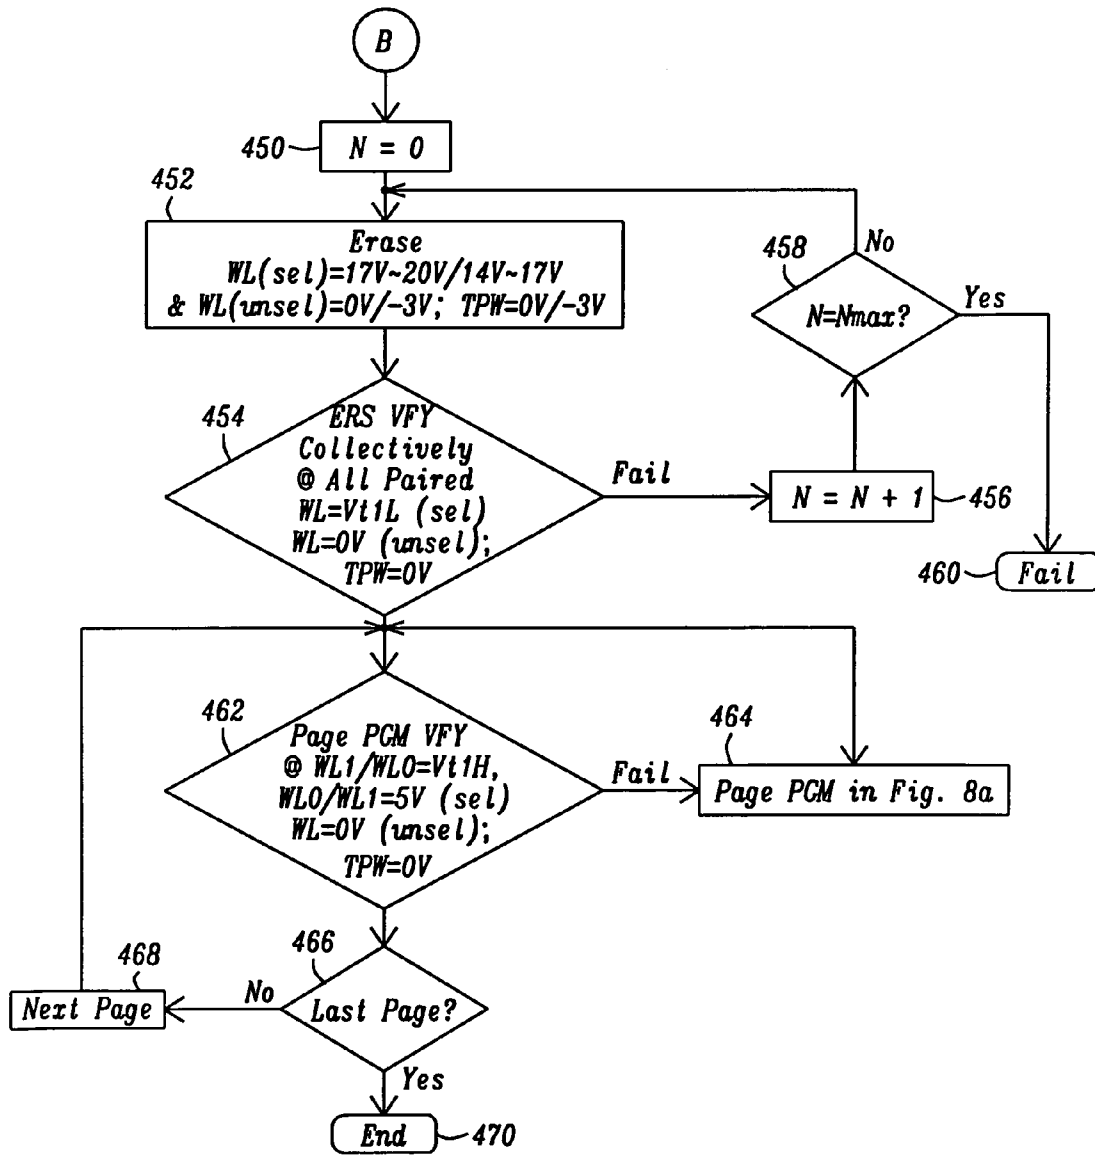 B
450
N = 0
452
Erase
WL(sel)=17V~20V/14V~17V
& WL(unsel)=0V/-3V; TPW=0V/-3V
458
No
N=Nmax?
Yes
454
ERS VFY
Collectively
@ All Paired
WL=Vt1L (sel)
WL=0V (unsel);
TPW=0V
Fail
N = N + 1
456
460
Fail
462
Page PGM VFY
@ WL1/WL0=Vt1H,
WL0/WL1=5V (sel)
WL=0V (unsel);
TPW=0V
Fail
464
Page PGM in Fig. 8a
466
468
No
Next Page
Last Page?
Yes
End
470